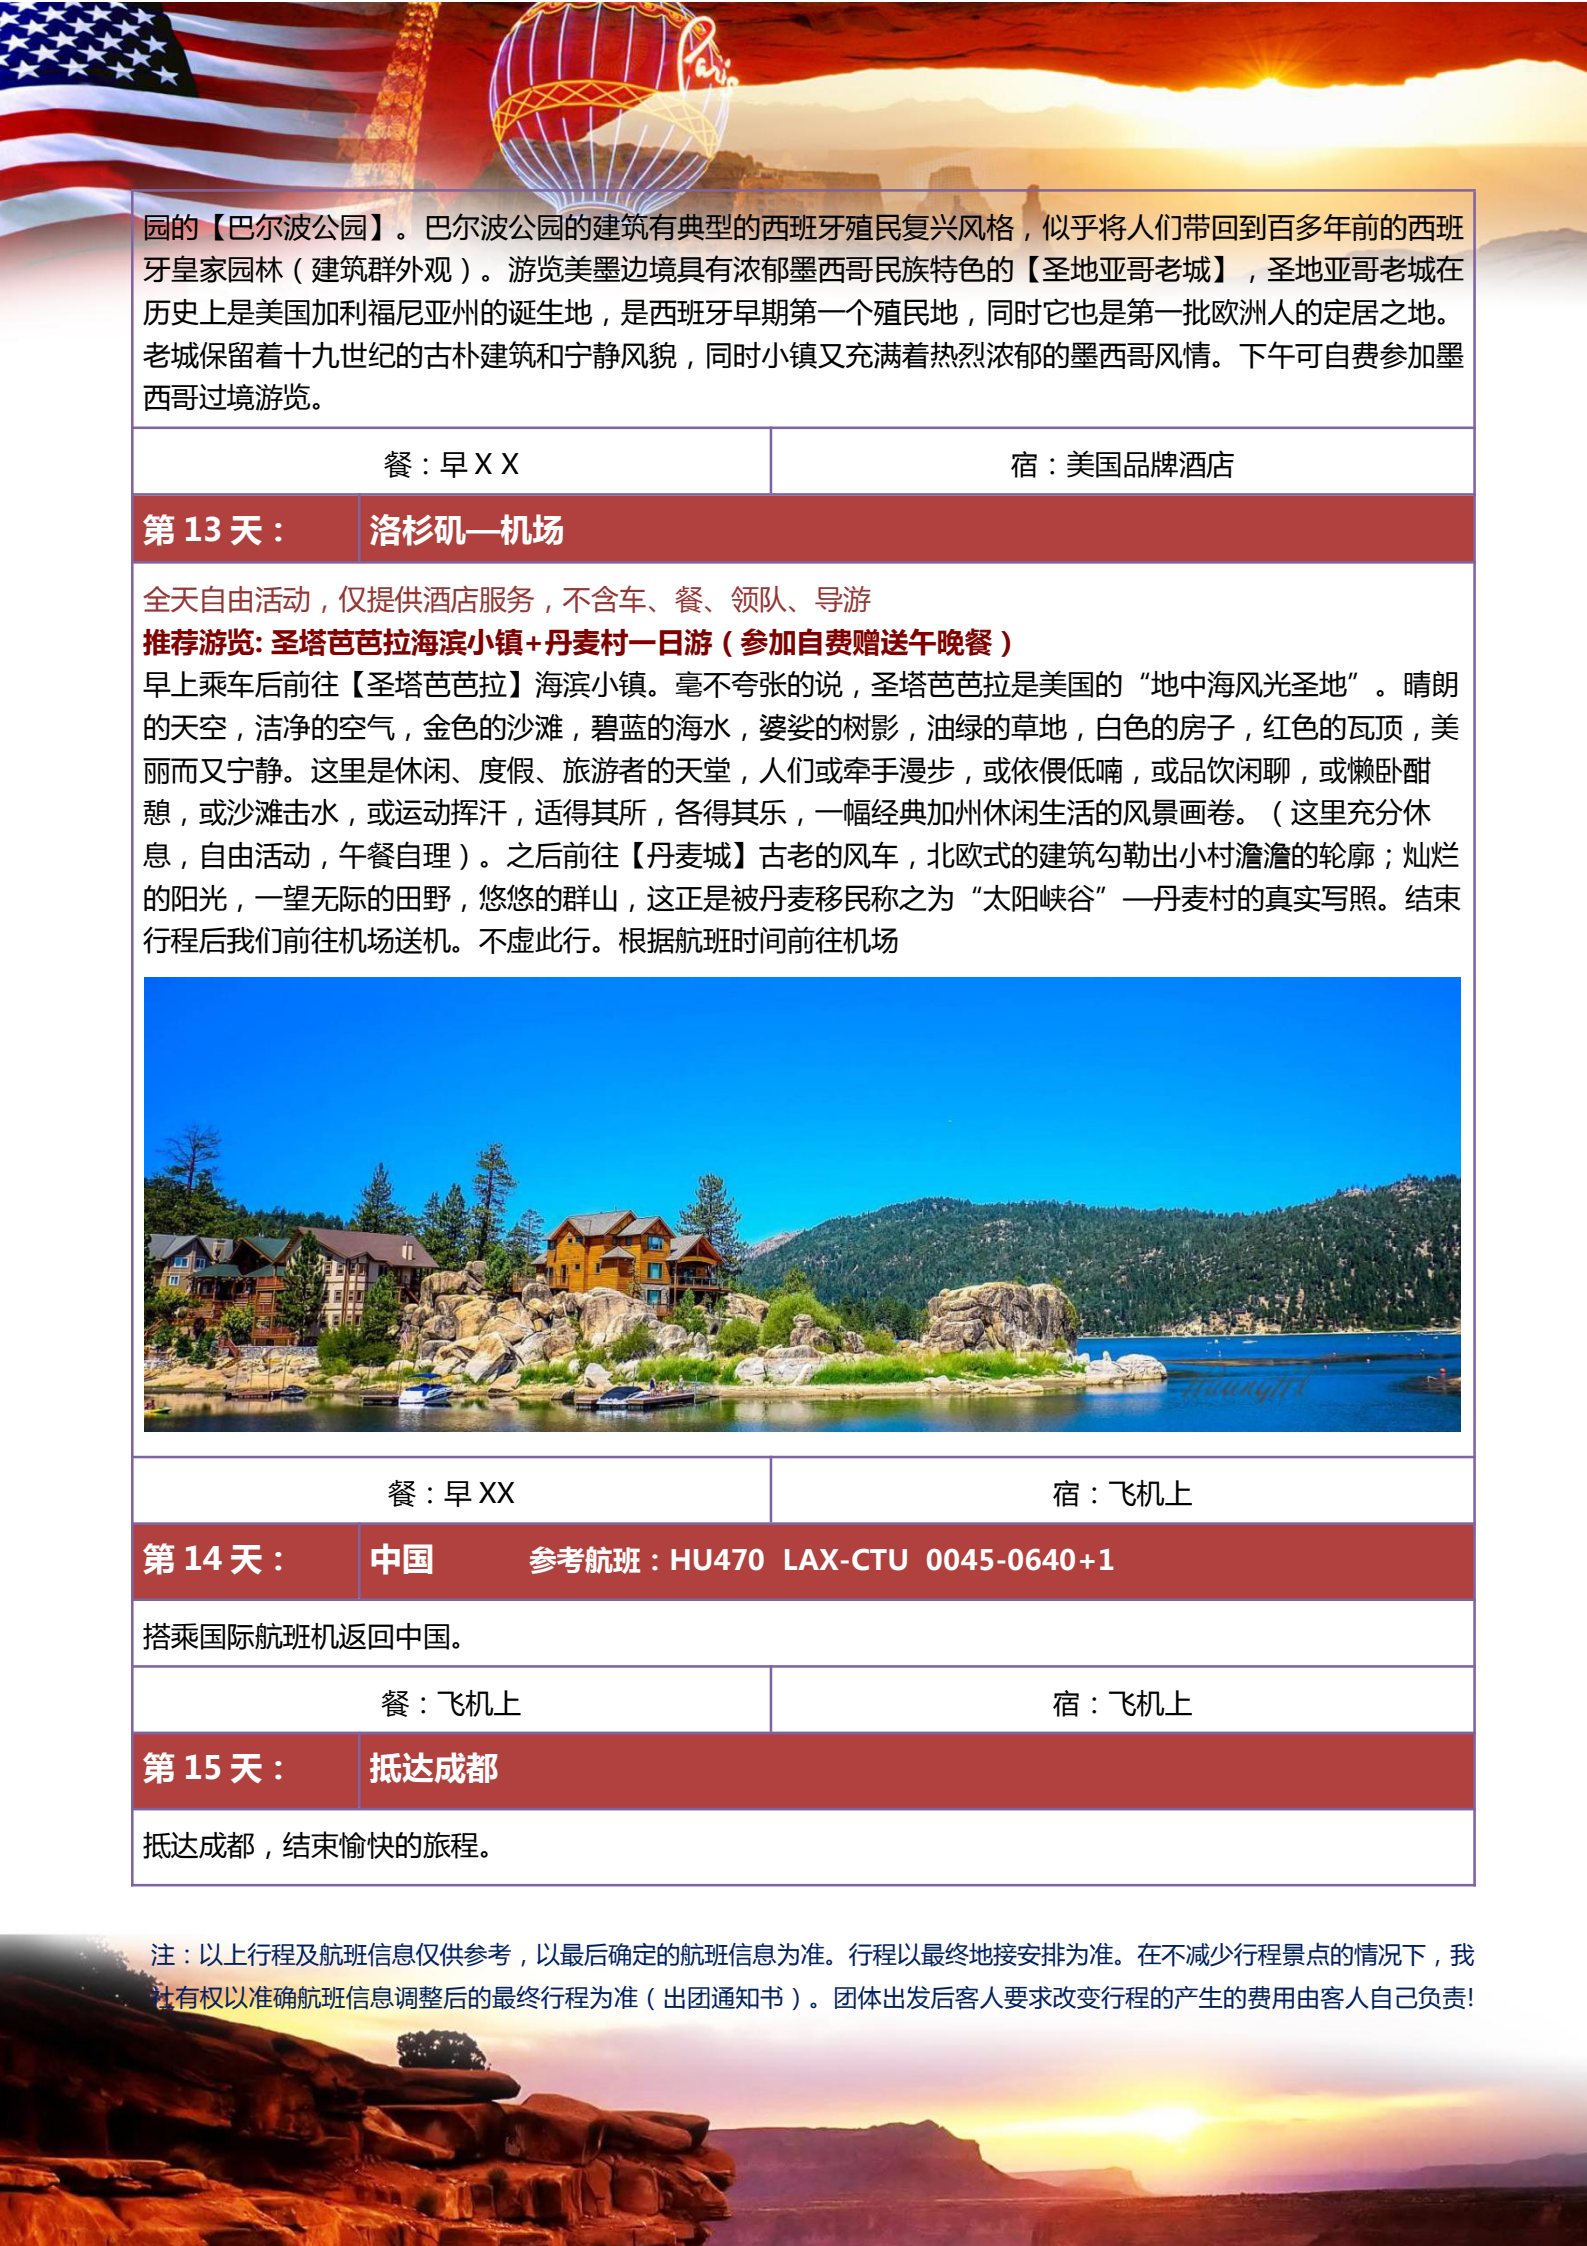 Paris
园的【巴尔波公园】。巴尔波公园的建筑有典型的西班牙殖民复兴风格，似乎将人们带回到百多年前的西班
牙皇家园林（建筑群外观）。游览美墨边境具有浓郁墨西哥民族特色的【圣地亚哥老城】，圣地亚哥老城在
历史上是美国加利福尼亚州的诞生地，是西班牙早期第一个殖民地，同时它也是第一批欧洲人的定居之地。
老城保留着十九世纪的古朴建筑和宁静风貌，同时小镇又充满着热烈浓郁的墨西哥风情。下午可自费参加墨
西哥过境游览。
餐：早 X X
宿：美国品牌酒店
第 13 天：
洛杉矶—机场
全天自由活动，仅提供酒店服务，不含车、餐、领队、导游
推荐游览: 圣塔芭芭拉海滨小镇+丹麦村一日游（参加自费赠送午晚餐）
早上乘车后前往【圣塔芭芭拉】海滨小镇。毫不夸张的说，圣塔芭芭拉是美国的“地中海风光圣地”。晴朗
的天空，洁净的空气，金色的沙滩，碧蓝的海水，婆娑的树影，油绿的草地，白色的房子，红色的瓦顶，美
丽而又宁静。这里是休闲、度假、旅游者的天堂，人们或牵手漫步，或依偎低喃，或品饮闲聊，或懒卧酣
憩，或沙滩击水，或运动挥汗，适得其所，各得其乐，一幅经典加州休闲生活的风景画卷。（这里充分休
息，自由活动，午餐自理）。之后前往【丹麦城】古老的风车，北欧式的建筑勾勒出小村澹澹的轮廓；灿烂
的阳光，一望无际的田野，悠悠的群山，这正是被丹麦移民称之为“太阳峡谷”—丹麦村的真实写照。结束
行程后我们前往机场送机。不虚此行。根据航班时间前往机场
餐：早 XX
宿：飞机上
第 14 天：
中国 参考航班：HU470 LAX-CTU 0045-0640+1
搭乘国际航班机返回中国。
餐：飞机上
宿：飞机上
第 15 天：
抵达成都
抵达成都，结束愉快的旅程。
注：以上行程及航班信息仅供参考，以最后确定的航班信息为准。行程以最终地接安排为准。在不减少行程景点的情况下，我
社有权以准确航班信息调整后的最终行程为准（出团通知书）。团体出发后客人要求改变行程的产生的费用由客人自己负责!